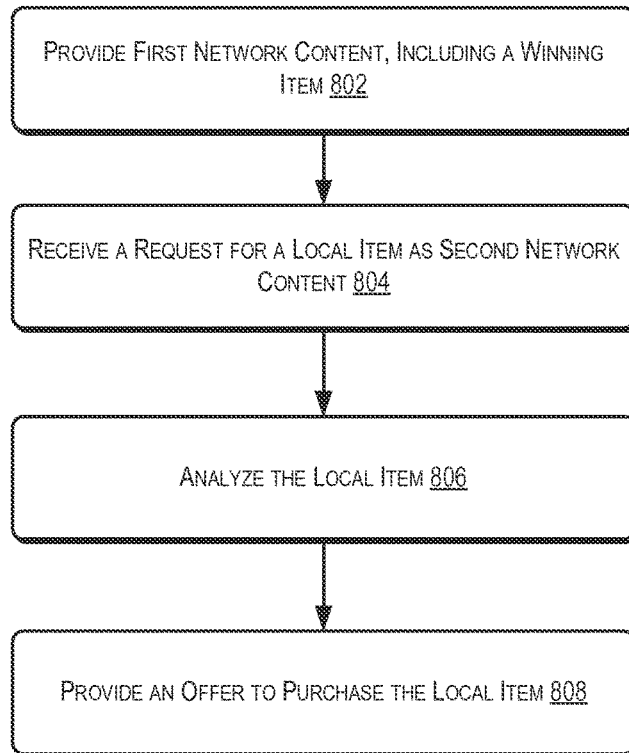 PROVIDE FIRST NETWORK CONTENT, INCLUDING A WINNING
ITEM 802
RECEIVE A REQUEST FOR A LOCAL ITEM AS SECOND NETWORK
CONTENT 804
ANALYZE THE LOCAL ITEM 806
PROVIDE AN OFFER TO PURCHASE THE LOCAL ITEM 808